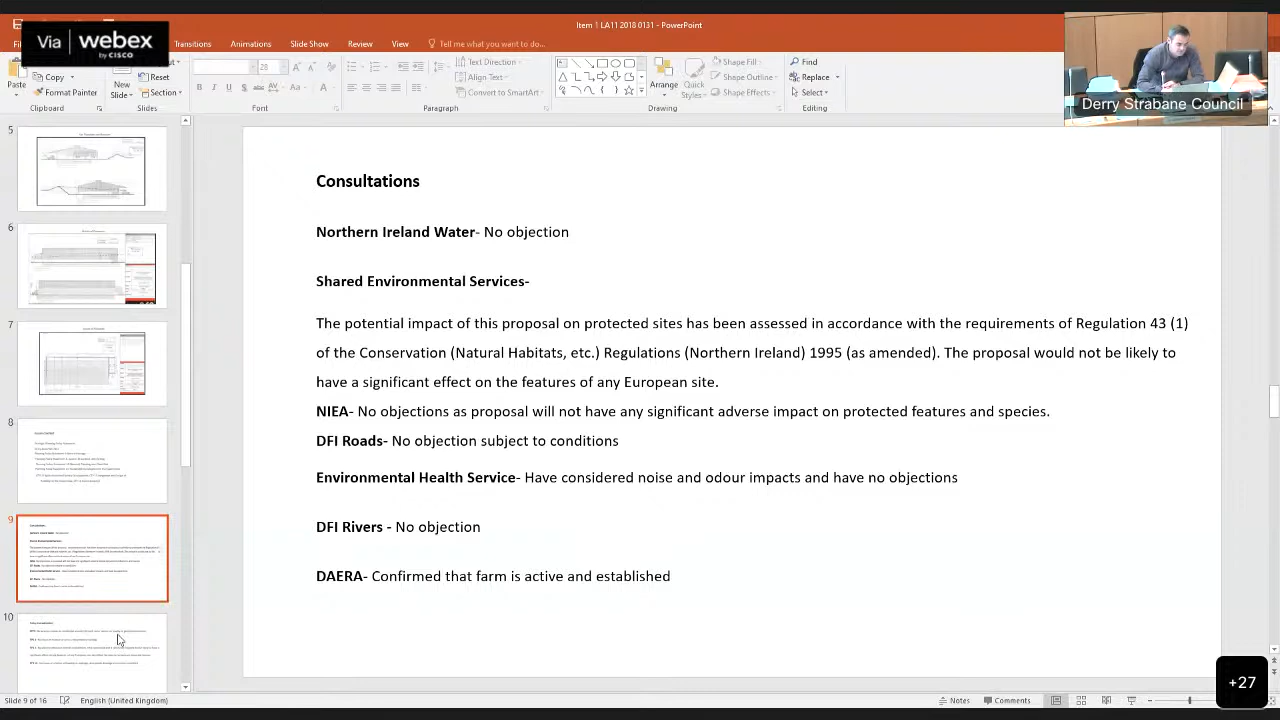 Item 1 LA11 2018 0131 - PowerPoint
Via webex
by CISCO
Transitions Animations Slide Show Review View Tell me what you want to do...
Copy
Format Painter
Paste
Clipboard
New Slide
Section
Slides
28
Font
Text Direction
Align Text
Convert to SmartArt
Paragraph
Arrange
Quick Styles
Shape Fill
Shape Outline
Shape Effects
Drawing
Find
Replace
Select
Editing
Derry Strabane Council
5
6
7
8
9
10
Consultations
Northern Ireland Water- No objection
Shared Environmental Services-
The potential impact of this proposal on protected sites has been assessed in accordance with the requirements of Regulation 43 (1)
of the Conservation (Natural Habitats, etc.) Regulations (Northern Ireland) 1995 (as amended). The proposal would not be likely to
have a significant effect on the features of any European site.
NIEA- No objections as proposal will not have any significant adverse impact on protected features and species.
DFI Roads- No objection subject to conditions
Environmental Health Service- Have considered noise and odour impacts and have no objections
DFI Rivers - No objection
DAERA- Confirmed that farm is active and established
+27
Slide 9 of 16 English (United Kingdom) Notes Comments